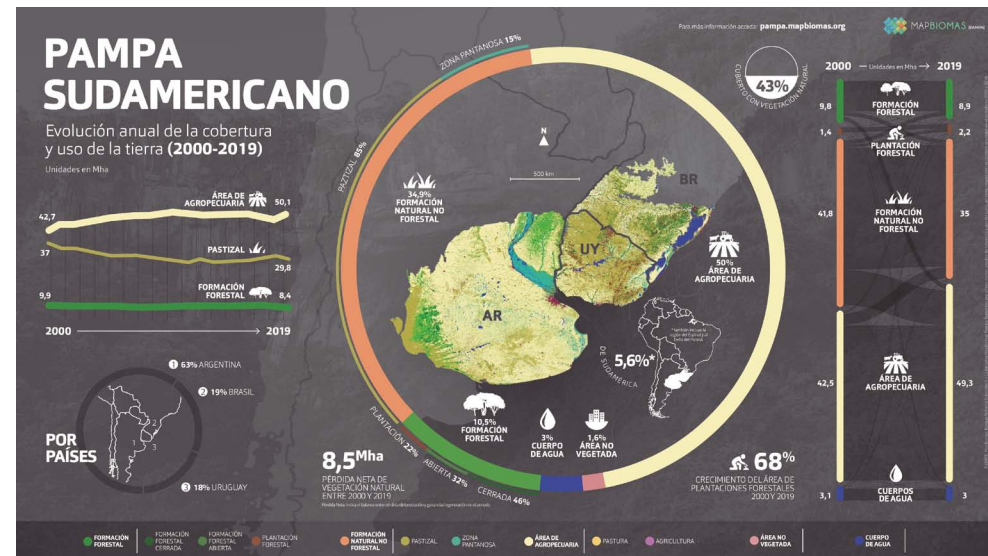 PAMPA
SUDAMERICANO
Evolución anual de la cobertura
y uso de la tierra (2000-2019)
Unidades en Mha
ÁREA DE
AGROPECUARIA
42,7
50,1
PASTIZAL
37
29,8
FORMACIÓN
FORESTAL
9,9
8,4
2000
2019
1 63% ARGENTINA
2 19% BRASIL
3 18% URUGUAY
1
2
3
POR
PAÍSES
ZONA PANTANOSA 15%
PAZTIZAL 85%
34,9%
FORMACIÓN
NATURAL NO
FORESTAL
N
500 km
BR
UY
AR
50%
ÁREA DE
AGROPECUARIA
5,6%*
DE SUDAMÉRICA
10,5%
FORMACIÓN
FORESTAL
3%
CUERPO
DE AGUA
1,6%
ÁREA NO
VEGETADA
PLANTACIÓN 22%
ABIERTA 32%
CERRADA 46%
8,5Mha
PÉRDIDA NETA DE
VEGETACIÓN NATURAL
ENTRE 2000 Y 2019
68%
CRECIMIENTO DEL ÁREA DE
PLANTACIONES FORESTALES
2000 Y 2019
Para más información acceda: pampa.mapbiomas.org
MAPBIOMAS
43%
CUBIERTO CON VEGETACIÓN NATURAL
2000 Unidades en Mha 2019
9,8
FORMACIÓN
FORESTAL
8,9
1,4
PLANTACIÓN
FORESTAL
2,2
41,8
FORMACIÓN
NATURAL NO
FORESTAL
35
42,5
ÁREA DE
AGROPECUARIA
49,3
3,1
CUERPOS
DE AGUA
3
FORMACIÓN
FORESTAL
FORMACIÓN
FORESTAL
CERRADA
FORMACIÓN
FORESTAL
ABIERTA
PLANTACIÓN
FORESTAL
FORMACIÓN
NATURAL NO
FORESTAL
PASTIZAL
ZONA
PANTANOSA
ÁREA DE
AGROPECUARIA
PASTURA
AGRICULTURA
ÁREA NO
VEGETADA
CUERPO
DE AGUA